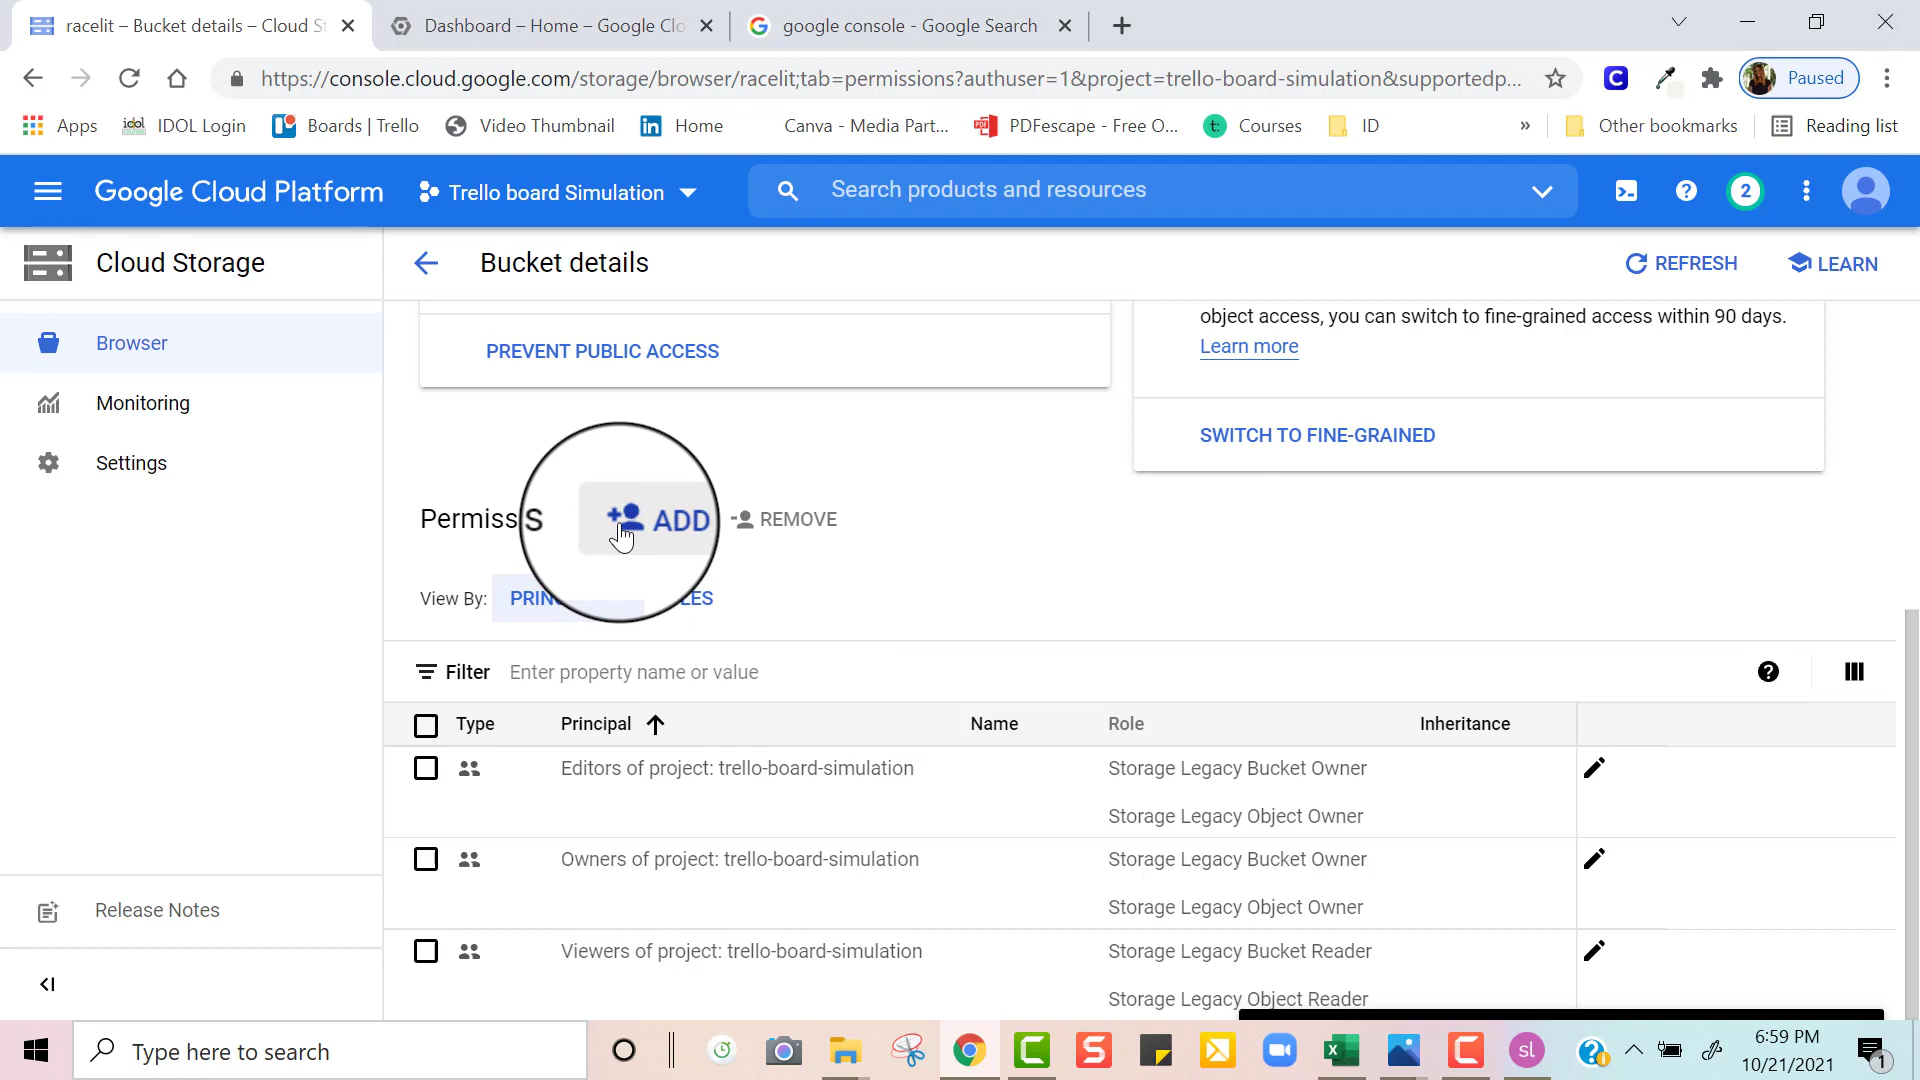 racelit – Bucket details – Cloud St
Dashboard – Home – Google Clo
google console - Google Search
https://console.cloud.google.com/storage/browser/racelit;tab=permissions?authuser=1&project=trello-board-simulation&supportedp...
Paused
Apps
idol IDOL Login
Boards | Trello
Video Thumbnail
Home
Canva - Media Part...
PDFescape - Free O...
Courses
ID
Other bookmarks
Reading list
Google Cloud Platform
Trello board Simulation
Search products and resources
2
Cloud Storage
Bucket details
REFRESH
LEARN
Browser
Monitoring
Settings
Release Notes
PREVENT PUBLIC ACCESS
object access, you can switch to fine-grained access within 90 days.
Learn more
SWITCH TO FINE-GRAINED
Permiss S
ADD
REMOVE
View By: PRIN LES
Filter Enter property name or value
Type Principal Name Role Inheritance
Editors of project: trello-board-simulation Storage Legacy Bucket Owner
Storage Legacy Object Owner
Owners of project: trello-board-simulation Storage Legacy Bucket Owner
Storage Legacy Object Owner
Viewers of project: trello-board-simulation Storage Legacy Bucket Reader
Storage Legacy Object Reader
Type here to search
sl
6:59 PM
10/21/2021
1